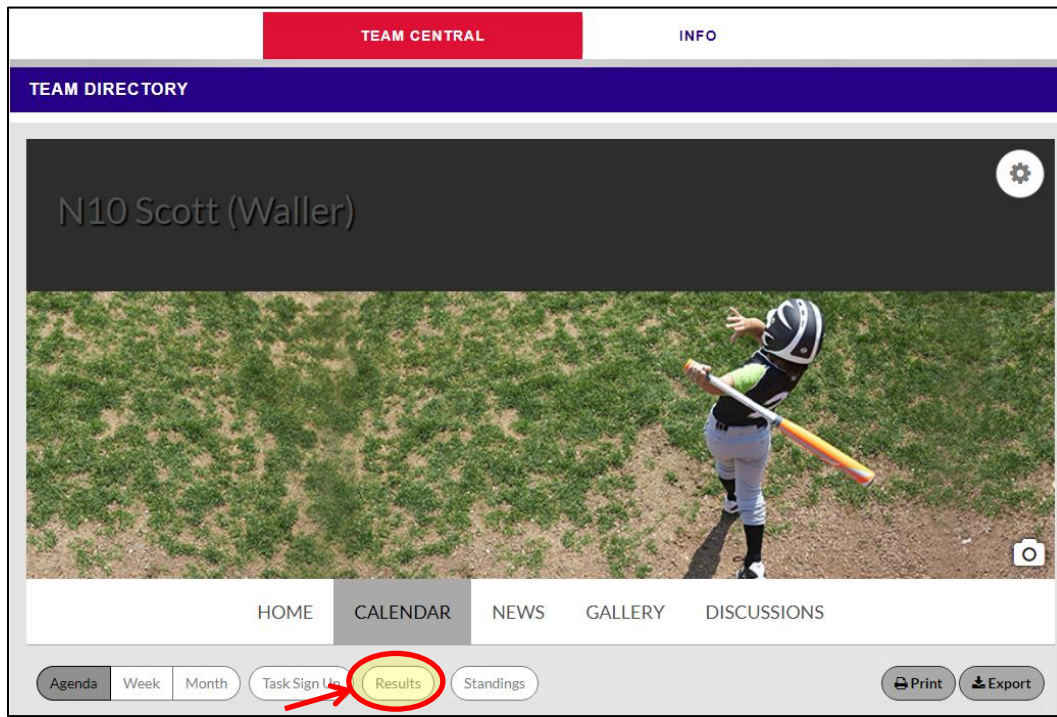 TEAM CENTRAL INFO
TEAM DIRECTORY
N10 Scott (Waller)
HOME CALENDAR NEWS GALLERY DISCUSSIONS
Agenda Week Month Task Sign Up Results Standings Print Export